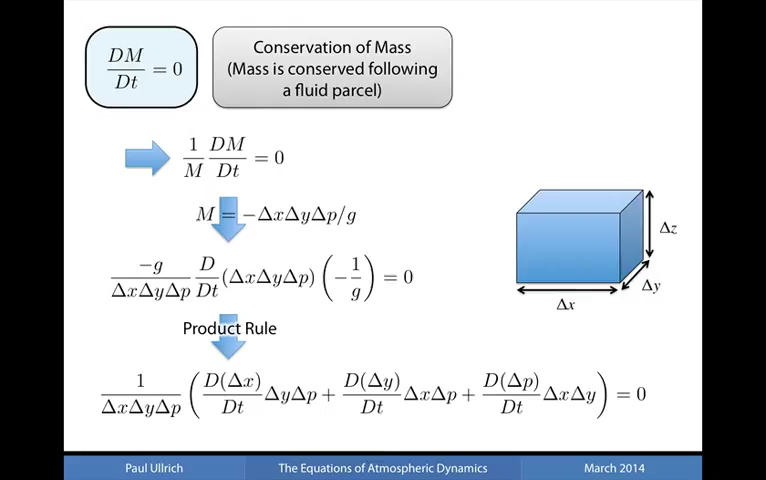 DM/Dt = 0
Conservation of Mass
(Mass is conserved following
a fluid parcel)
1/M DM/Dt = 0
M = −ΔxΔyΔp/g
−g/ΔxΔyΔp D/Dt (ΔxΔyΔp) (−1/g) = 0
Δz
Δy
Δx
Product Rule
1/ΔxΔyΔp (D(Δx)/Dt ΔyΔp + D(Δy)/Dt ΔxΔp + D(Δp)/Dt ΔxΔy) = 0
Paul Ullrich The Equations of Atmospheric Dynamics March 2014